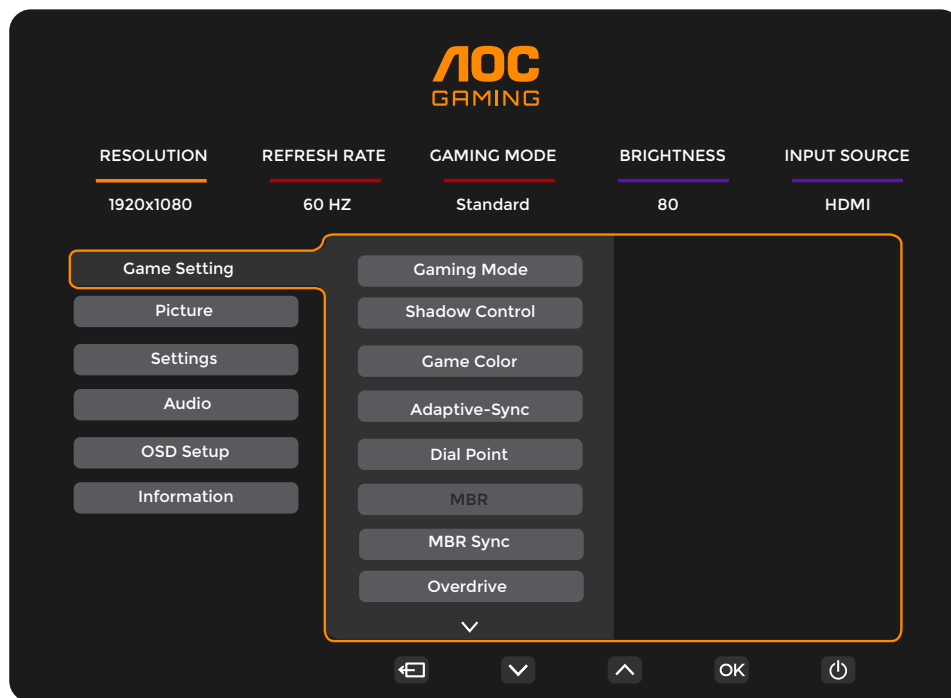 AOC
GAMING
RESOLUTION REFRESH RATE GAMING MODE BRIGHTNESS INPUT SOURCE
1920x1080 60 HZ Standard 80 HDMI
Game Setting
Picture
Settings
Audio
OSD Setup
Information
Gaming Mode
Shadow Control
Game Color
Adaptive-Sync
Dial Point
MBR
MBR Sync
Overdrive
OK